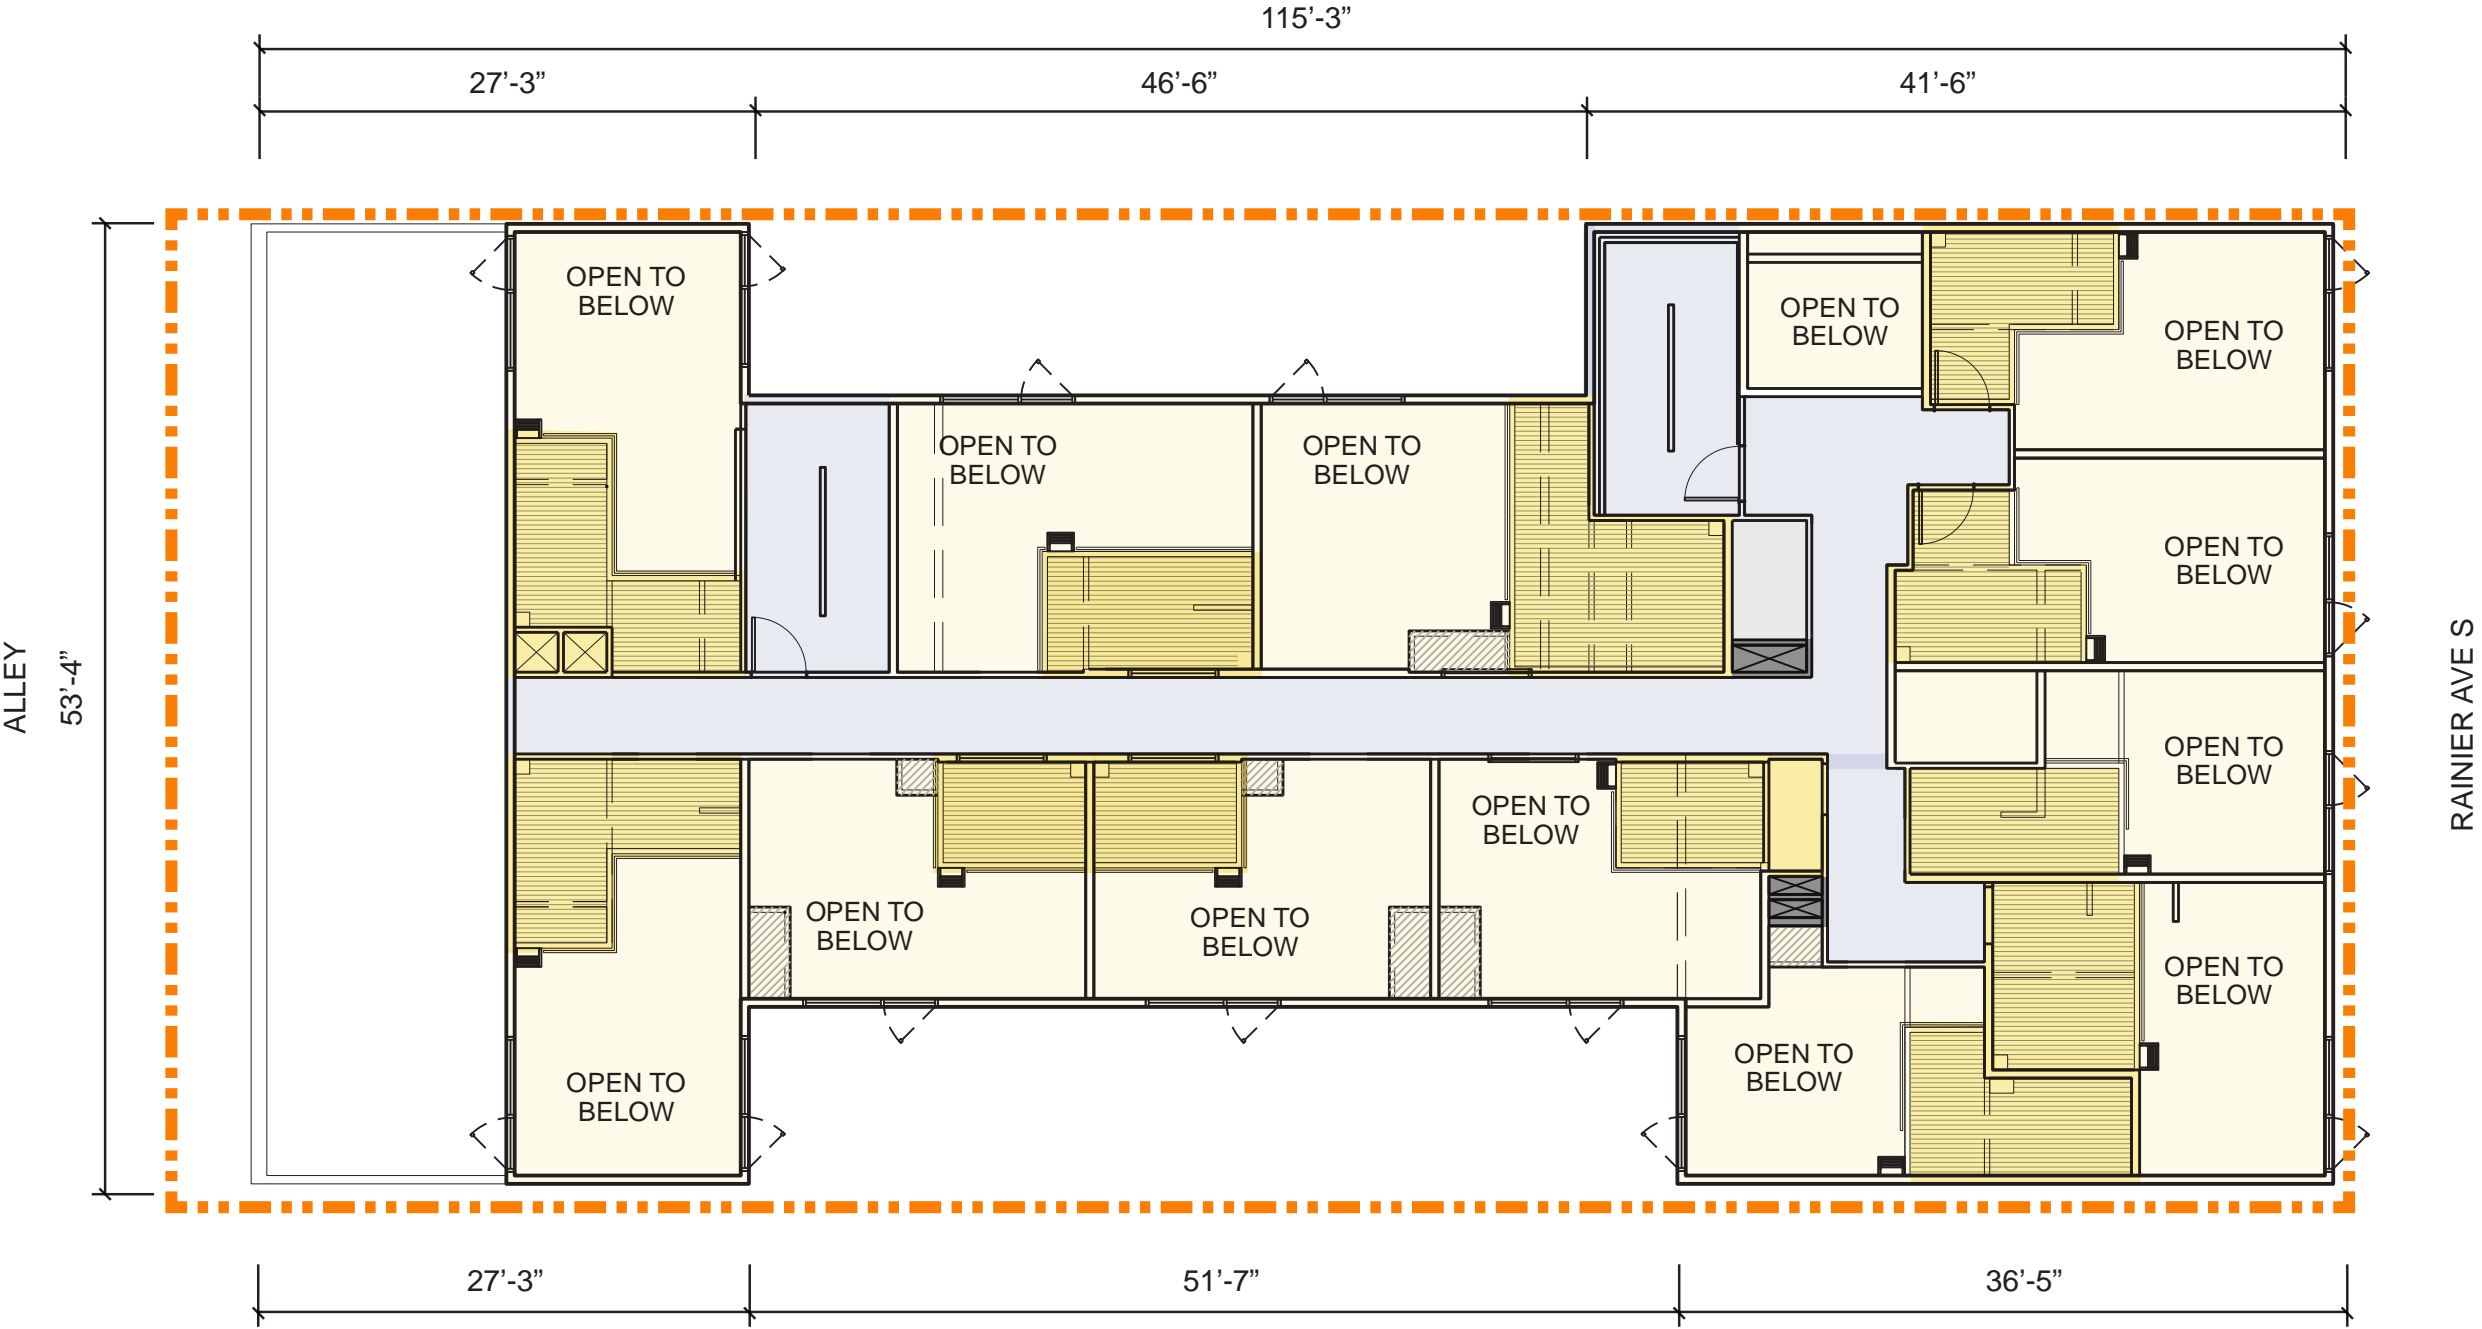 115’-3”
27’-3”
46’-6”
41’-6”
OPEN TO
BELOW
OPEN TO
BELOW
OPEN TO
BELOW
OPEN TO
BELOW
OPEN TO
BELOW
OPEN TO
BELOW
ALLEY
53’-4”
RAINIER AVE S
OPEN TO
BELOW
OPEN TO
BELOW
OPEN TO
BELOW
OPEN TO
BELOW
OPEN TO
BELOW
OPEN TO
BELOW
OPEN TO
BELOW
27’-3”
51’-7”
36’-5”